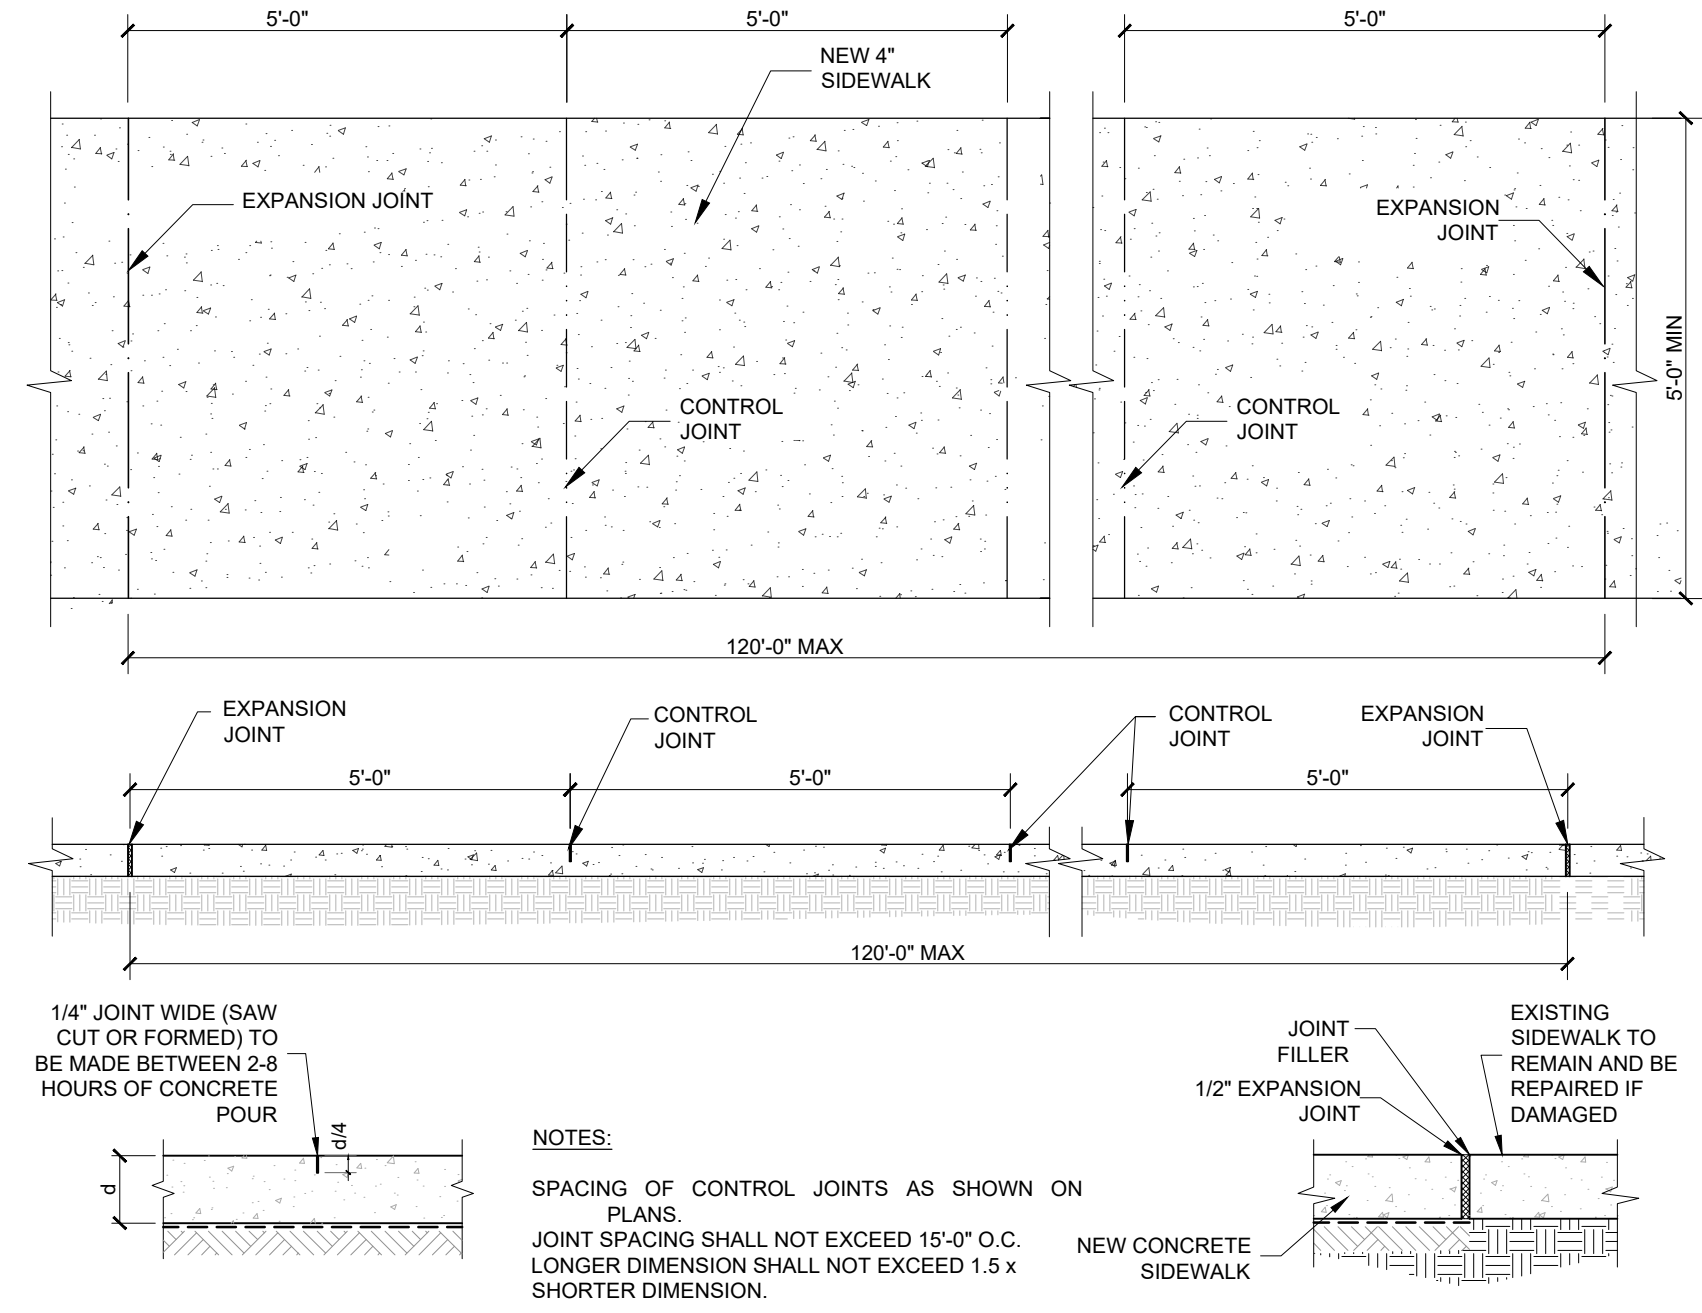 5'-0"
5'-0"
5'-0"
NEW 4"
SIDEWALK
EXPANSION JOINT
EXPANSION
JOINT
5'-0" MIN
CONTROL
JOINT
CONTROL
JOINT
120'-0" MAX
EXPANSION
JOINT
CONTROL
JOINT
CONTROL
JOINT
EXPANSION
JOINT
5'-0"
5'-0"
5'-0"
120'-0" MAX
1/4" JOINT WIDE (SAW
CUT OR FORMED) TO
BE MADE BETWEEN 2-8
HOURS OF CONCRETE
POUR
d/4
d
NOTES:
SPACING OF CONTROL JOINTS AS SHOWN ON
PLANS.
JOINT SPACING SHALL NOT EXCEED 15'-0" O.C.
LONGER DIMENSION SHALL NOT EXCEED 1.5 x
SHORTER DIMENSION.
JOINT
FILLER
1/2" EXPANSION
JOINT
EXISTING
SIDEWALK TO
REMAIN AND BE
REPAIRED IF
DAMAGED
NEW CONCRETE
SIDEWALK